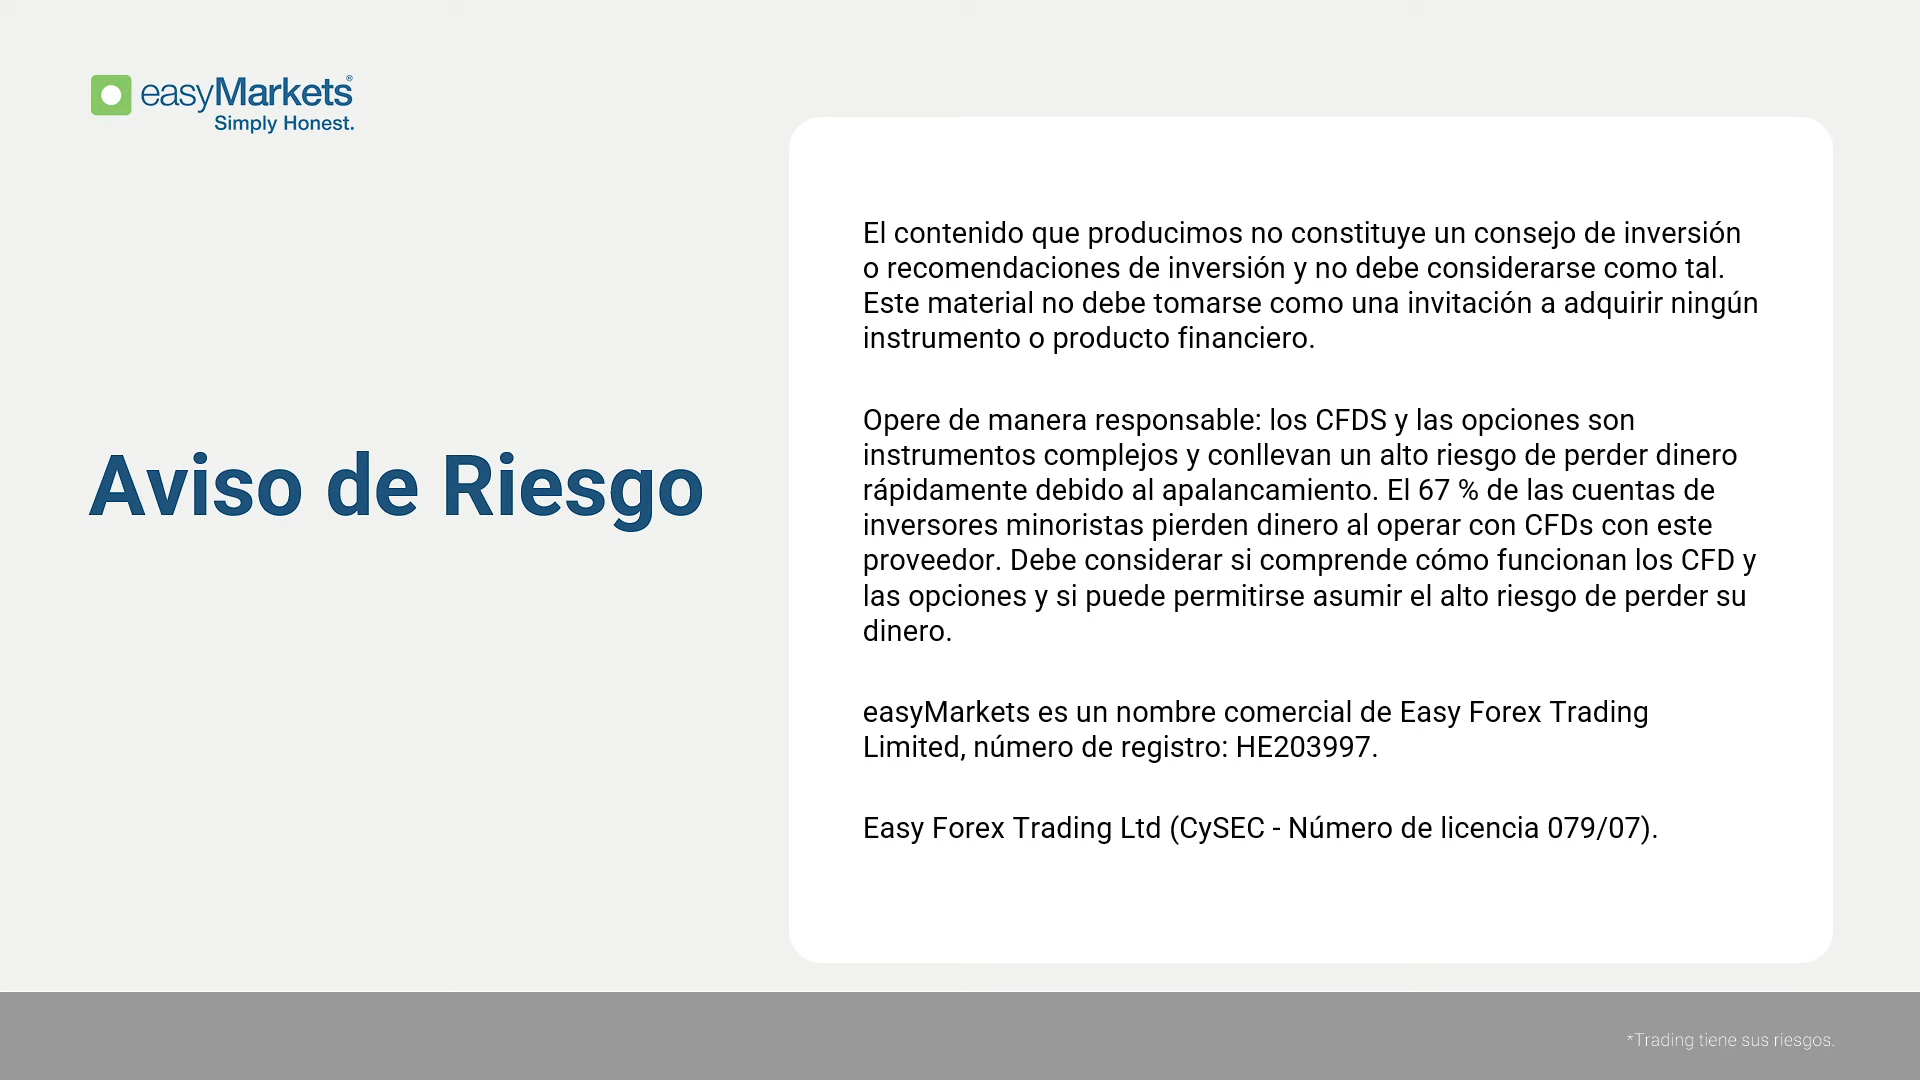 easyMarkets®
Simply Honest.
Aviso de Riesgo
El contenido que producimos no constituye un consejo de inversión
o recomendaciones de inversión y no debe considerarse como tal.
Este material no debe tomarse como una invitación a adquirir ningún
instrumento o producto financiero.
Opere de manera responsable: los CFDS y las opciones son
instrumentos complejos y conllevan un alto riesgo de perder dinero
rápidamente debido al apalancamiento. El 67 % de las cuentas de
inversores minoristas pierden dinero al operar con CFDs con este
proveedor. Debe considerar si comprende cómo funcionan los CFD y
las opciones y si puede permitirse asumir el alto riesgo de perder su
dinero.
easyMarkets es un nombre comercial de Easy Forex Trading
Limited, número de registro: HE203997.
Easy Forex Trading Ltd (CySEC - Número de licencia 079/07).
*Trading tiene sus riesgos.